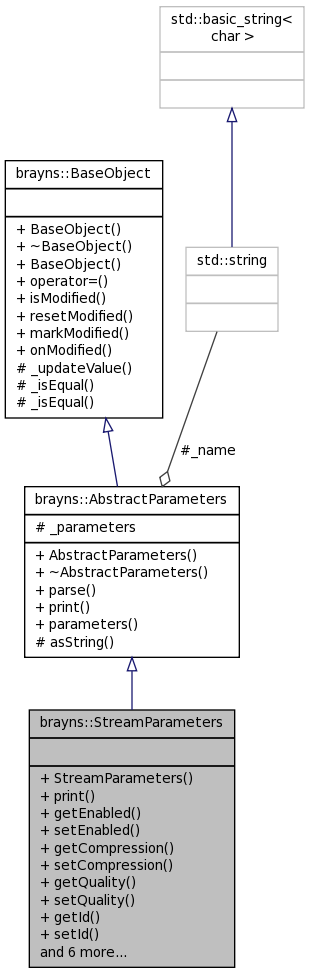 std::basic_string<
char >
brayns::BaseObject
+ BaseObject()
+ ~BaseObject()
+ BaseObject()
+ operator=()
+ isModified()
+ resetModified()
+ markModified()
+ onModified()
# _updateValue()
# _isEqual()
# _isEqual()
std::string
#_name
brayns::AbstractParameters
# _parameters
+ AbstractParameters()
+ ~AbstractParameters()
+ parse()
+ print()
+ parameters()
# asString()
brayns::StreamParameters
+ StreamParameters()
+ print()
+ getEnabled()
+ setEnabled()
+ getCompression()
+ setCompression()
+ getQuality()
+ setQuality()
+ getId()
+ setId()
and 6 more...